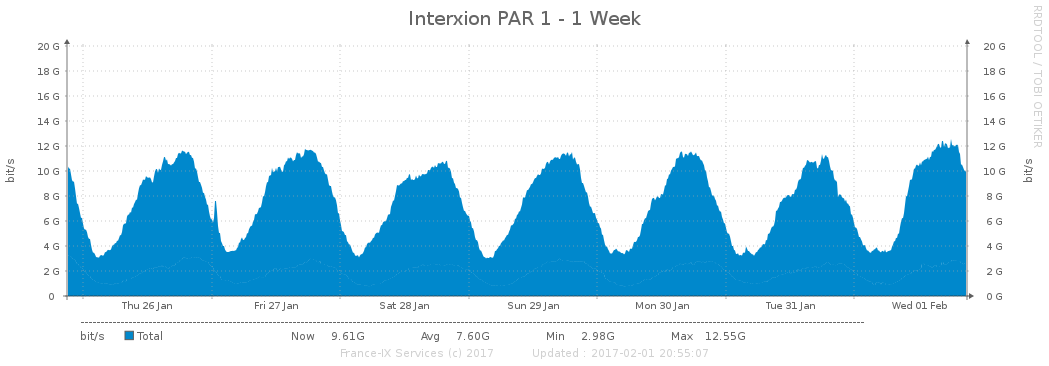 Interxion PAR 1 - 1 Week
RRDTOOL / TOBI OETIKER
bit/s
bit/s
20 G 20 G
18 G 18 G
16 G 16 G
14 G 14 G
12 G 12 G
10 G 10 G
8 G 8 G
6 G 6 G
4 G 4 G
2 G 2 G
0 0 G
Thu 26 Jan Fri 27 Jan Sat 28 Jan Sun 29 Jan Mon 30 Jan Tue 31 Jan Wed 01 Feb
bit/s Total Now 9.61G Avg 7.60G Min 2.98G Max 12.55G
France-IX Services (c) 2017 Updated : 2017-02-01 20:55:07